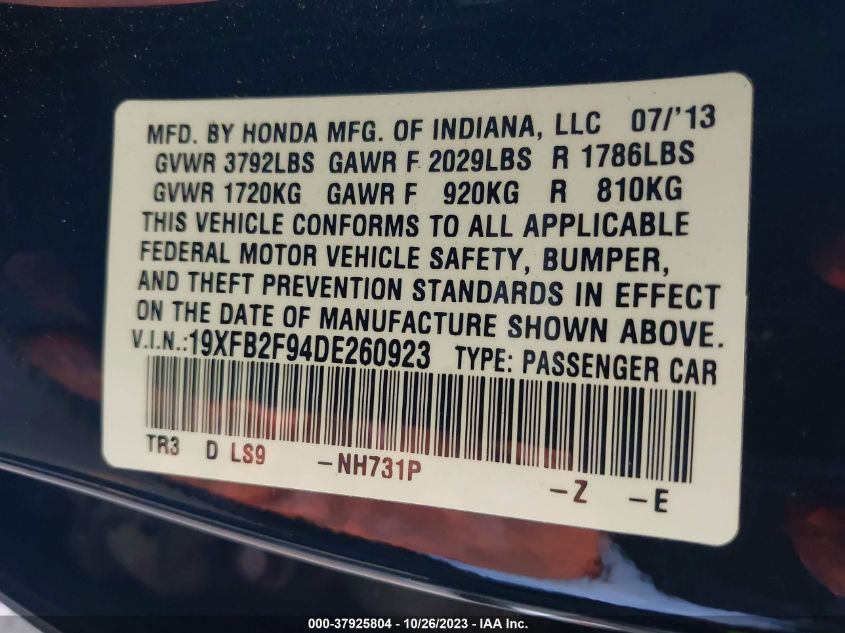 MFD. BY HONDA MFG. OF INDIANA, LLC 07/'13
GVWR 3792LBS GAWR F 2029LBS R 1786LBS
GVWR 1720KG GAWR F 920KG R 810KG
THIS VEHICLE CONFORMS TO ALL APPLICABLE
FEDERAL MOTOR VEHICLE SAFETY, BUMPER,
AND THEFT PREVENTION STANDARDS IN EFFECT
ON THE DATE OF MANUFACTURE SHOWN ABOVE.
V.I.N.:19XFB2F94DE260923 TYPE: PASSENGER CAR
TR3 D LS9 -NH731P -Z -E
000-37925804 - 10/26/2023 - IAA Inc.